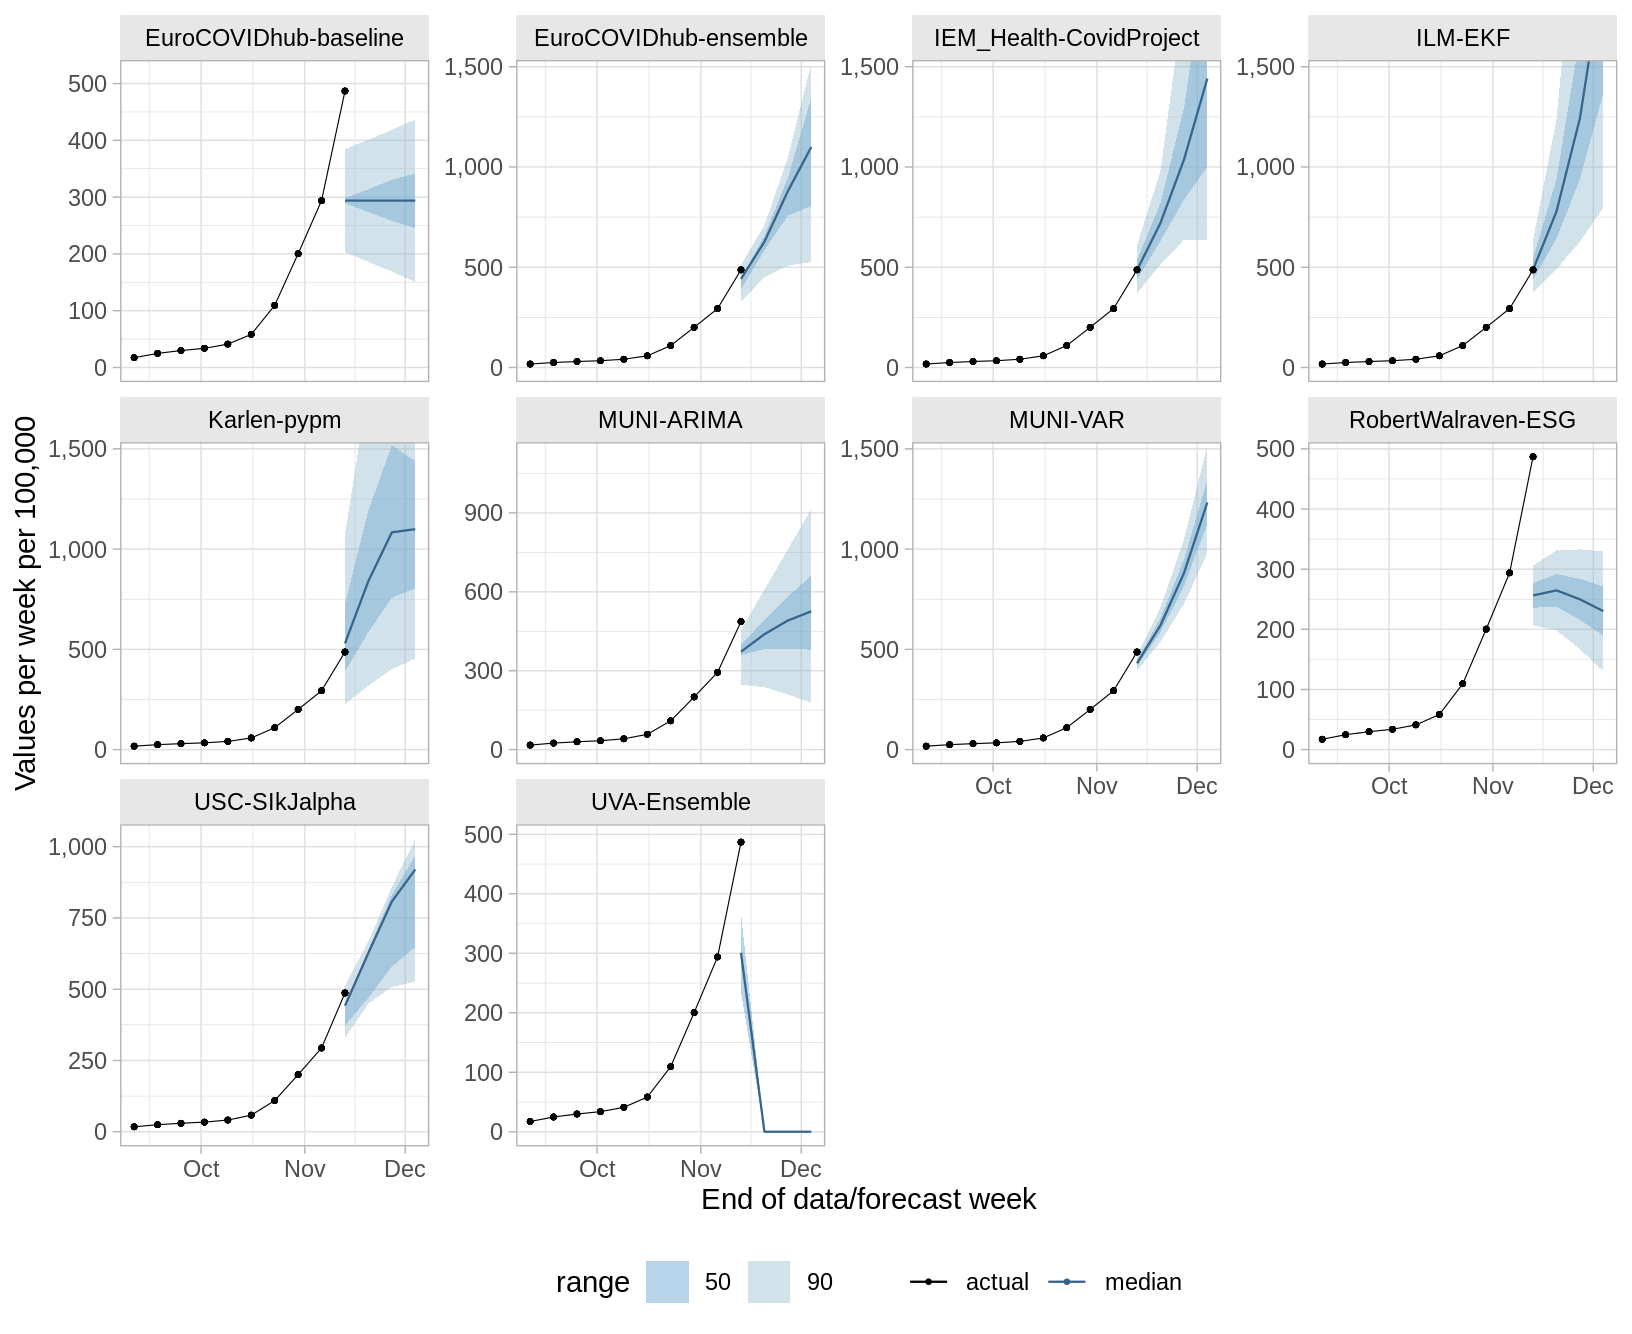 EuroCOVIDhub-baseline EuroCOVIDhub-ensemble IEM_Health-CovidProject ILM-EKF
500 400 300 200 100 0
1,500 1,000 500 0
1,500 1,000 500 0
1,500 1,000 500 0
Values per week per 100,000
Karlen-pypm MUNI-ARIMA MUNI-VAR RobertWalraven-ESG
1,500 1,000 500 0
900 600 300 0
1,500 1,000 500 0
500 400 300 200 100 0
Oct Nov Dec Oct Nov Dec
USC-SIkJalpha UVA-Ensemble
1,000 750 500 250 0
500 400 300 200 100 0
Oct Nov Dec Oct Nov Dec
End of data/forecast week
range 50 90 actual median